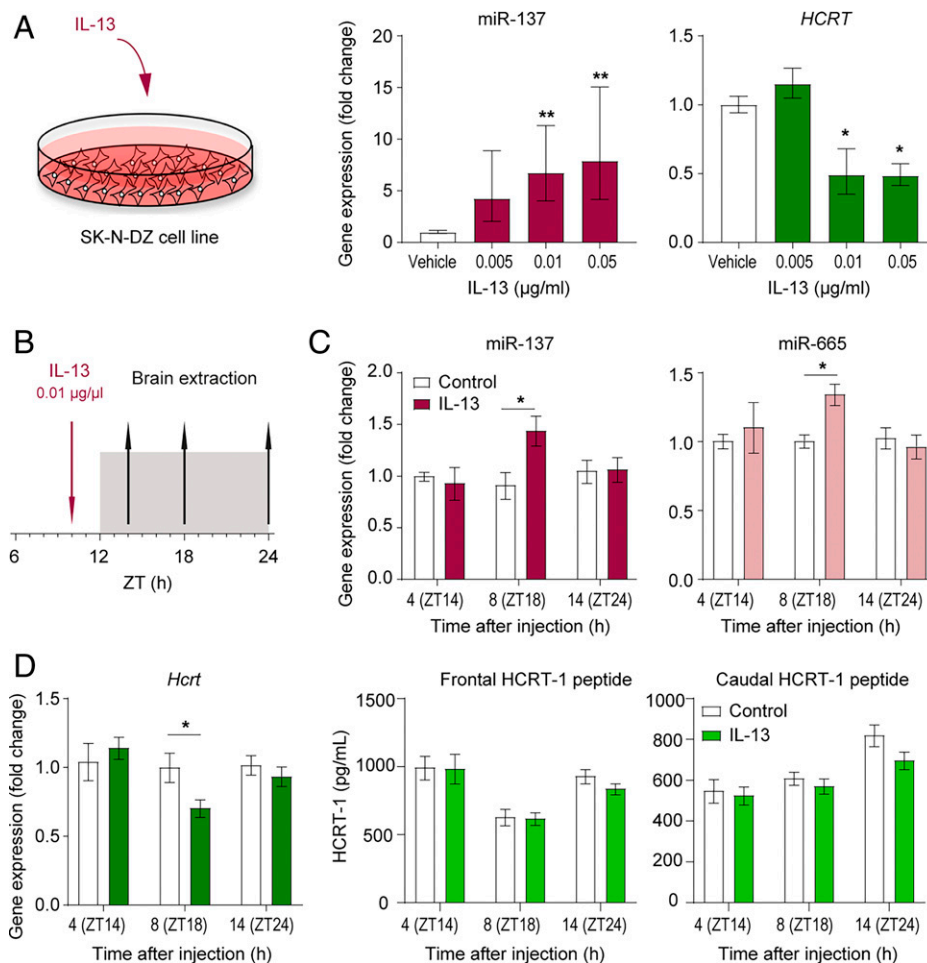 A
IL-13
SK-N-DZ cell line
miR-137
Gene expression (fold change)
20
15
10
5
0
**
**
Vehicle
0.005
0.01
0.05
IL-13 (µg/ml)
HCRT
1.5
1.0
0.5
0.0
*
*
Vehicle
0.005
0.01
0.05
IL-13 (µg/ml)
B
IL-13
0.01 µg/µl
Brain extraction
6
12
18
24
ZT (h)
C
miR-137
Gene expression (fold change)
2.0
1.5
1.0
0.5
0.0
Control
IL-13
*
4 (ZT14)
8 (ZT18)
14 (ZT24)
Time after injection (h)
miR-665
1.5
1.0
0.5
1.0
*
4 (ZT14)
8 (ZT18)
14 (ZT24)
Time after injection (h)
D
Hcrt
Gene expression (fold change)
1.5
1.0
0.5
1.0
*
4 (ZT14)
8 (ZT18)
14 (ZT24)
Time after injection (h)
Frontal HCRT-1 peptide
HCRT-1 (pg/mL)
1500
1000
500
0
4 (ZT14)
8 (ZT18)
14 (ZT24)
Time after injection (h)
Caudal HCRT-1 peptide
1000
800
600
400
200
0
Control
IL-13
4 (ZT14)
8 (ZT18)
14 (ZT24)
Time after injection (h)